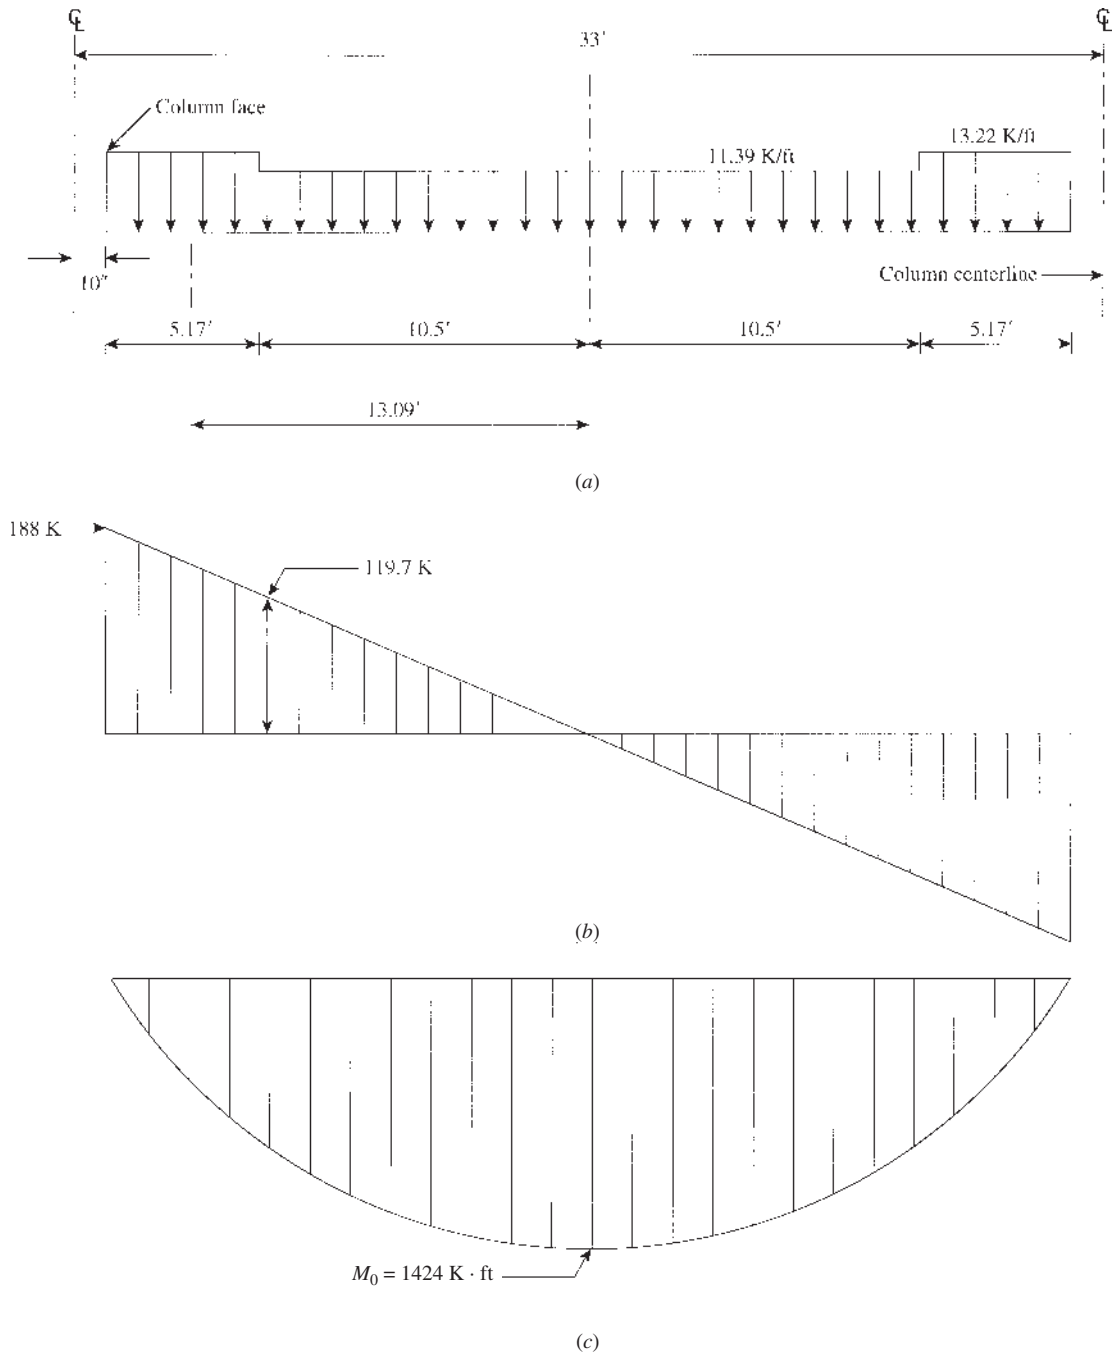 ℄ ℄
33′
Column face
13.22 K/ft
11.39 K/ft
10″
Column centerline
5.17′ 10.5′ 10.5′ 5.17′
13.09′
(a)
188 K
119.7 K
(b)
M₀ = 1424 K · ft
(c)